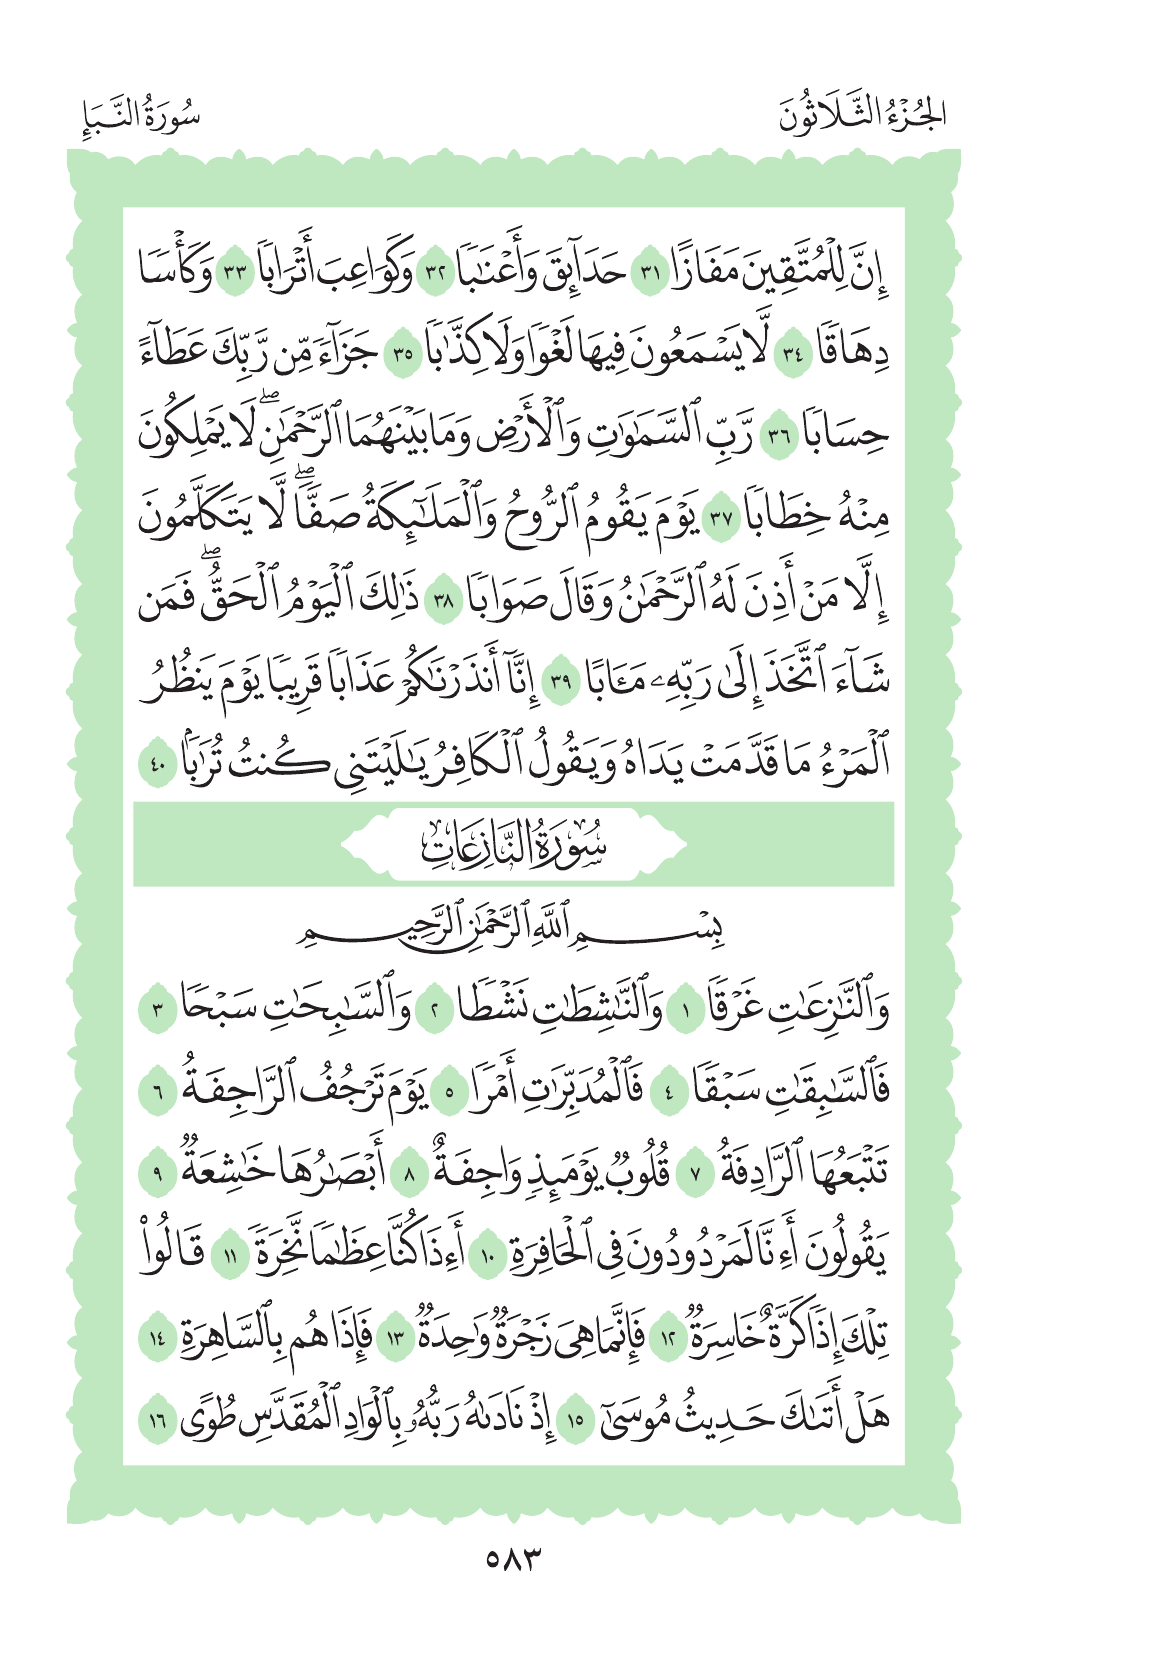 الجُزْءُ الثَّلَاثُونَ
سُورَةُ النَّبَإِ
إِنَّ لِلْمُتَّقِينَ مَفَازًا ٣١ حَدَآئِقَ وَأَعْنَٰبًا ٣٢ وَكَوَاعِبَ أَتْرَابًا ٣٣ وَكَأْسًا
دِهَاقًا ٣٤ لَّا يَسْمَعُونَ فِيهَا لَغْوًا وَلَا كِذَّٰبًا ٣٥ جَزَآءً مِّن رَّبِّكَ عَطَآءً
حِسَابًا ٣٦ رَّبِّ ٱلسَّمَٰوَٰتِ وَٱلْأَرْضِ وَمَا بَيْنَهُمَا ٱلرَّحْمَٰنِۖ لَا يَمْلِكُونَ
مِنْهُ خِطَابًا ٣٧ يَوْمَ يَقُومُ ٱلرُّوحُ وَٱلْمَلَٰٓئِكَةُ صَفًّاۖ لَّا يَتَكَلَّمُونَ
إِلَّا مَنْ أَذِنَ لَهُ ٱلرَّحْمَٰنُ وَقَالَ صَوَابًا ٣٨ ذَٰلِكَ ٱلْيَوْمُ ٱلْحَقُّۖ فَمَن
شَآءَ ٱتَّخَذَ إِلَىٰ رَبِّهِۦ مَـَٔابًا ٣٩ إِنَّآ أَنذَرْنَٰكُمْ عَذَابًا قَرِيبًا يَوْمَ يَنظُرُ
ٱلْمَرْءُ مَا قَدَّمَتْ يَدَاهُ وَيَقُولُ ٱلْكَافِرُ يَٰلَيْتَنِى كُنتُ تُرَٰبًۢا ٤٠
سُورَةُ النَّازِعَاتِ
بِسْمِ ٱللَّهِ ٱلرَّحْمَٰنِ ٱلرَّحِيمِ
وَٱلنَّٰزِعَٰتِ غَرْقًا ١ وَٱلنَّٰشِطَٰتِ نَشْطًا ٢ وَٱلسَّٰبِحَٰتِ سَبْحًا ٣
فَٱلسَّٰبِقَٰتِ سَبْقًا ٤ فَٱلْمُدَبِّرَٰتِ أَمْرًا ٥ يَوْمَ تَرْجُفُ ٱلرَّاجِفَةُ ٦
تَتْبَعُهَا ٱلرَّادِفَةُ ٧ قُلُوبٌ يَوْمَئِذٍ وَاجِفَةٌ ٨ أَبْصَٰرُهَا خَٰشِعَةٌ ٩
يَقُولُونَ أَءِنَّا لَمَرْدُودُونَ فِى ٱلْحَافِرَةِ ١٠ أَءِذَا كُنَّا عِظَٰمًا نَّخِرَةً ١١ قَالُوا۟
تِلْكَ إِذًا كَرَّةٌ خَاسِرَةٌ ١٢ فَإِنَّمَا هِىَ زَجْرَةٌ وَٰحِدَةٌ ١٣ فَإِذَا هُم بِٱلسَّاهِرَةِ ١٤
هَلْ أَتَىٰكَ حَدِيثُ مُوسَىٰٓ ١٥ إِذْ نَادَىٰهُ رَبُّهُۥ بِٱلْوَادِ ٱلْمُقَدَّسِ طُوًى ١٦
٥٨٣